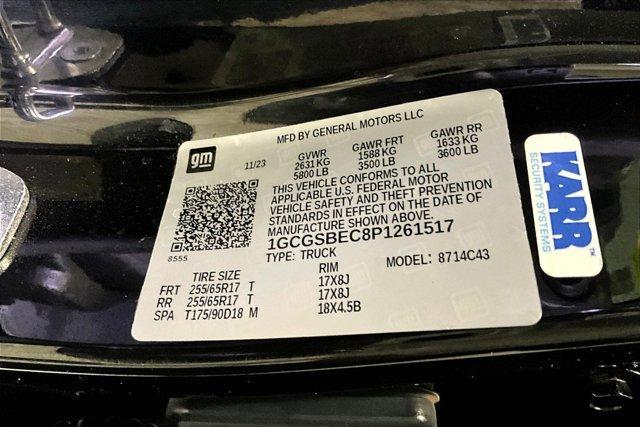 MFD BY GENERAL MOTORS LLC
gm
11/23
GVWR GAWR FRT GAWR RR
2631 KG 1588 KG 1633 KG
5800 LB 3500 LB 3600 LB
THIS VEHICLE CONFORMS TO ALL
APPLICABLE U.S. FEDERAL MOTOR
VEHICLE SAFETY AND THEFT PREVENTION
STANDARDS IN EFFECT ON THE DATE OF
MANUFACTURE SHOWN ABOVE.
1GCGSBEC8P1261517
8555
TYPE: TRUCK MODEL: 8714C43
TIRE SIZE RIM
FRT 255/65R17 T 17X8J
RR 255/65R17 T 17X8J
SPA T175/90D18 M 18X4.5B
KARR™
SECURITY SYSTEMS